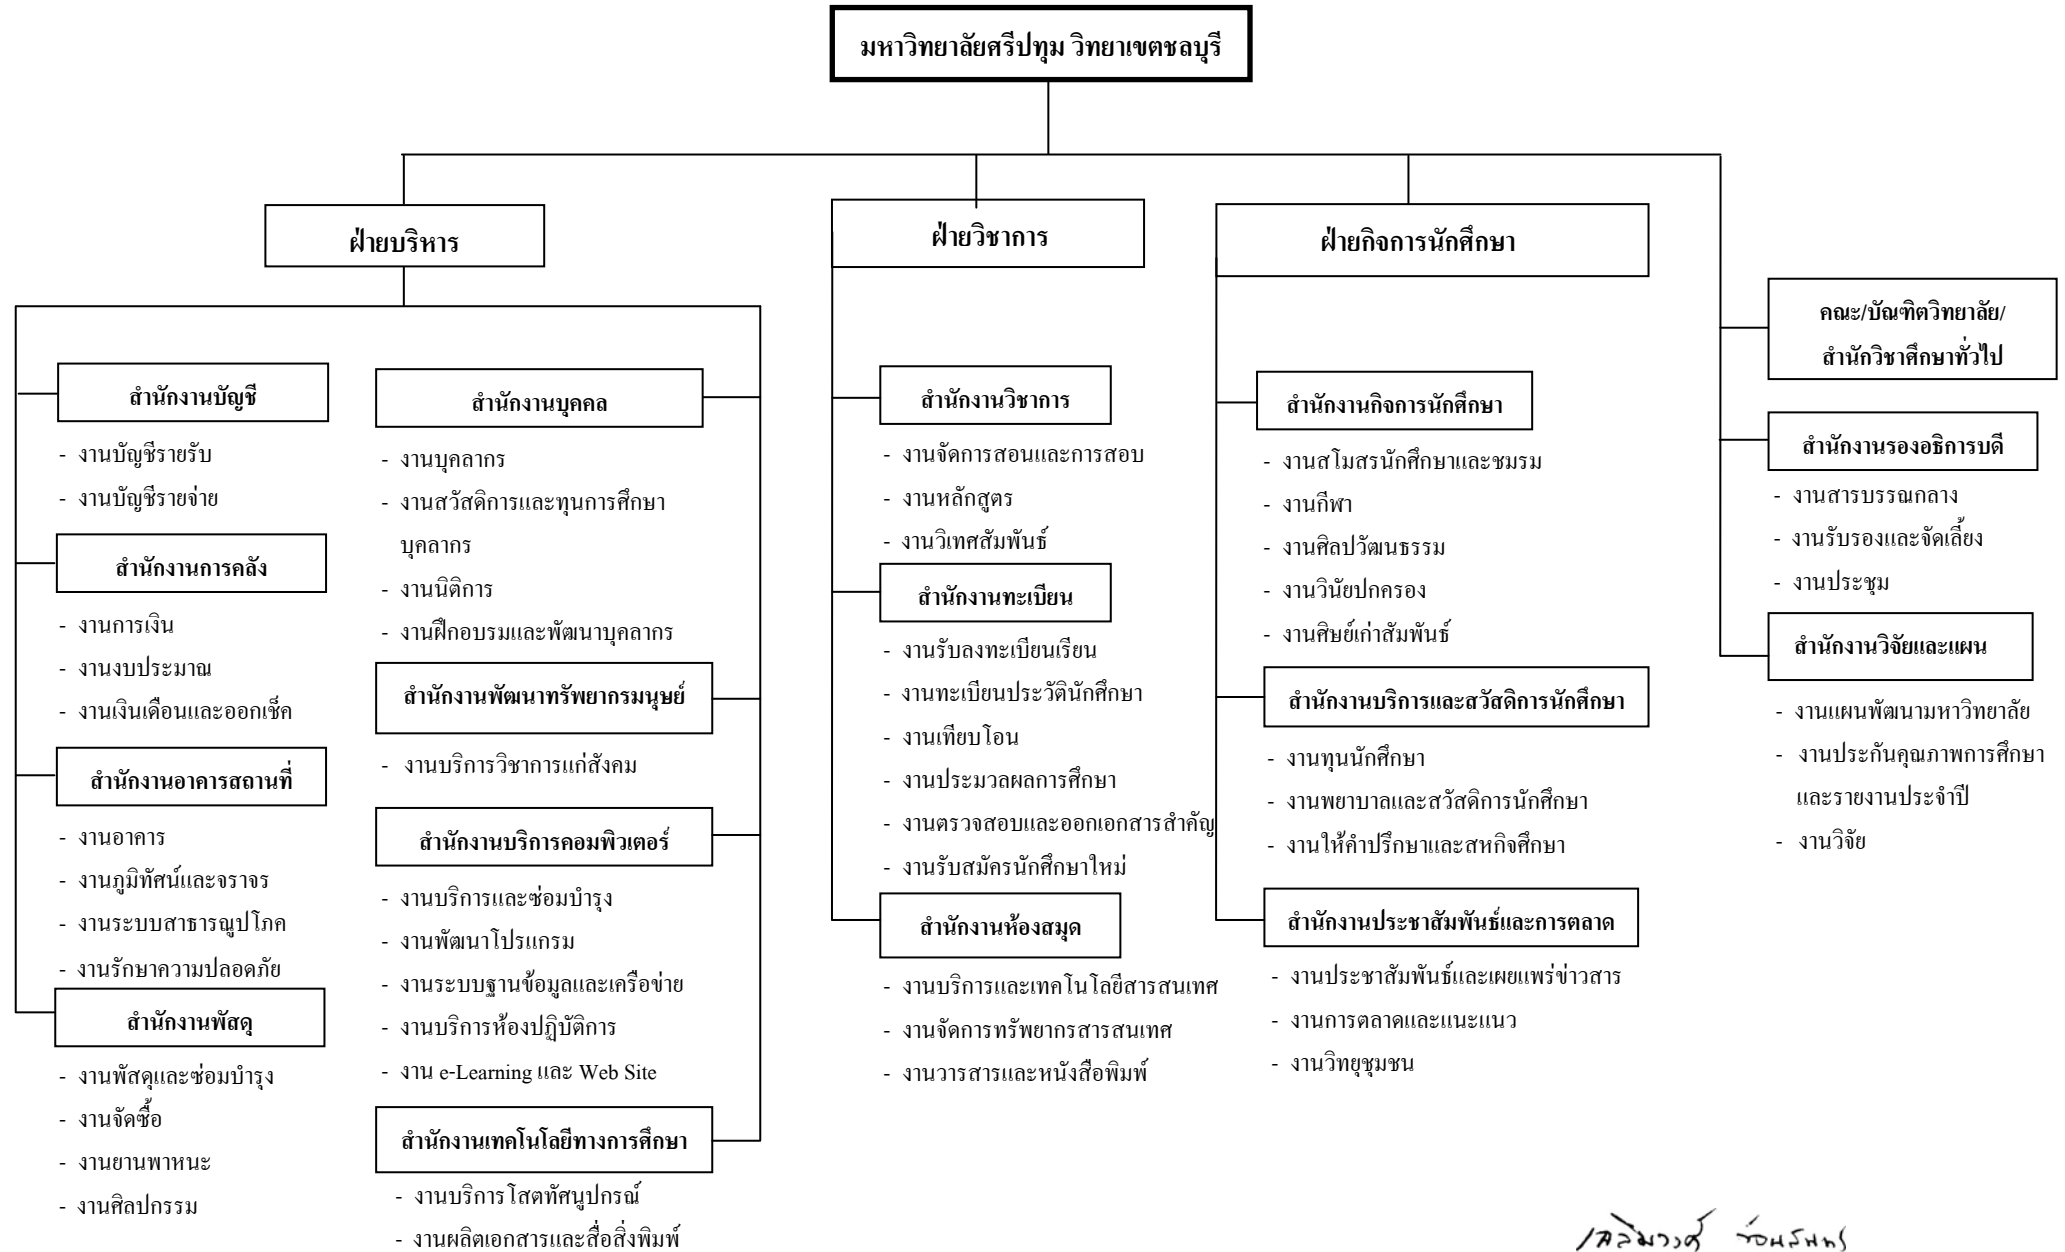 มหาวิทยาลัยศรีปทุม วิทยาเขตชลบุรี
ฝ่ายบริหาร
สำนักงานบัญชี
- งานบัญชีรายรับ
- งานบัญชีรายจ่าย
สำนักงานการคลัง
- งานการเงิน
- งานงบประมาณ
- งานเงินเดือนและออกเช็ค
สำนักงานอาคารสถานที่
- งานอาคาร
- งานภูมิทัศน์และจราจร
- งานระบบสาธารณูปโภค
- งานรักษาความปลอดภัย
สำนักงานพัสดุ
- งานพัสดุและซ่อมบำรุง
- งานจัดซื้อ
- งานยานพาหนะ
- งานศิลปกรรม
สำนักงานบุคคล
- งานบุคลากร
- งานสวัสดิการและทุนการศึกษา
บุคลากร
- งานนิติการ
- งานฝึกอบรมและพัฒนาบุคลากร
สำนักงานพัฒนาทรัพยากรมนุษย์
- งานบริการวิชาการแก่สังคม
สำนักงานบริการคอมพิวเตอร์
- งานบริการและซ่อมบำรุง
- งานพัฒนาโปรแกรม
- งานระบบฐานข้อมูลและเครือข่าย
- งานบริการห้องปฏิบัติการ
- งาน e-Learning และ Web Site
สำนักงานเทคโนโลยีทางการศึกษา
- งานบริการโสตทัศนูปกรณ์
- งานผลิตเอกสารและสื่อสิ่งพิมพ์
ฝ่ายวิชาการ
สำนักงานวิชาการ
- งานจัดการสอนและการสอบ
- งานหลักสูตร
- งานวิเทศสัมพันธ์
สำนักงานทะเบียน
- งานรับลงทะเบียนเรียน
- งานทะเบียนประวัตินักศึกษา
- งานเทียบโอน
- งานประมวลผลการศึกษา
- งานตรวจสอบและออกเอกสารสำคัญ
- งานรับสมัครนักศึกษาใหม่
สำนักงานห้องสมุด
- งานบริการและเทคโนโลยีสารสนเทศ
- งานจัดการทรัพยากรสารสนเทศ
- งานวารสารและหนังสือพิมพ์
ฝ่ายกิจการนักศึกษา
สำนักงานกิจการนักศึกษา
- งานสโมสรนักศึกษาและชมรม
- งานกีฬา
- งานศิลปวัฒนธรรม
- งานวินัยปกครอง
- งานศิษย์เก่าสัมพันธ์
สำนักงานบริการและสวัสดิการนักศึกษา
- งานทุนนักศึกษา
- งานพยาบาลและสวัสดิการนักศึกษา
- งานให้คำปรึกษาและสหกิจศึกษา
สำนักงานประชาสัมพันธ์และการตลาด
- งานประชาสัมพันธ์และเผยแพร่ข่าวสาร
- งานการตลาดและแนะแนว
- งานวิทยุชุมชน
คณะ/บัณฑิตวิทยาลัย/
สำนักวิชาศึกษาทั่วไป
สำนักงานรองอธิการบดี
- งานสารบรรณกลาง
- งานรับรองและจัดเลี้ยง
- งานประชุม
สำนักงานวิจัยและแผน
- งานแผนพัฒนามหาวิทยาลัย
- งานประกันคุณภาพการศึกษา
และรายงานประจำปี
- งานวิจัย